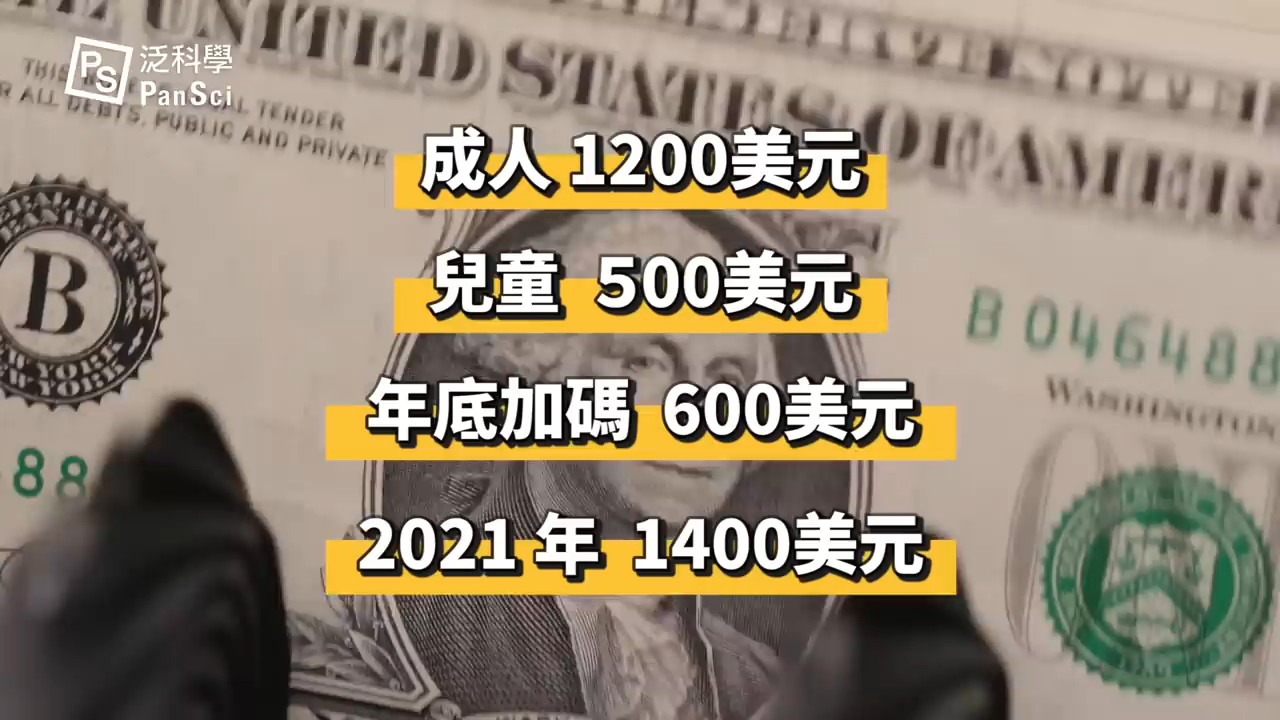 泛科學
PanSci
UNITED STATES OF AMER
THIS
TENDER
ALL DEBTS, PUBLIC AND PRIVATE
成人 1200美元
兒童 500美元
B
B 046488
WASHINGTON
年底加碼 600美元
88
2021 年 1400美元